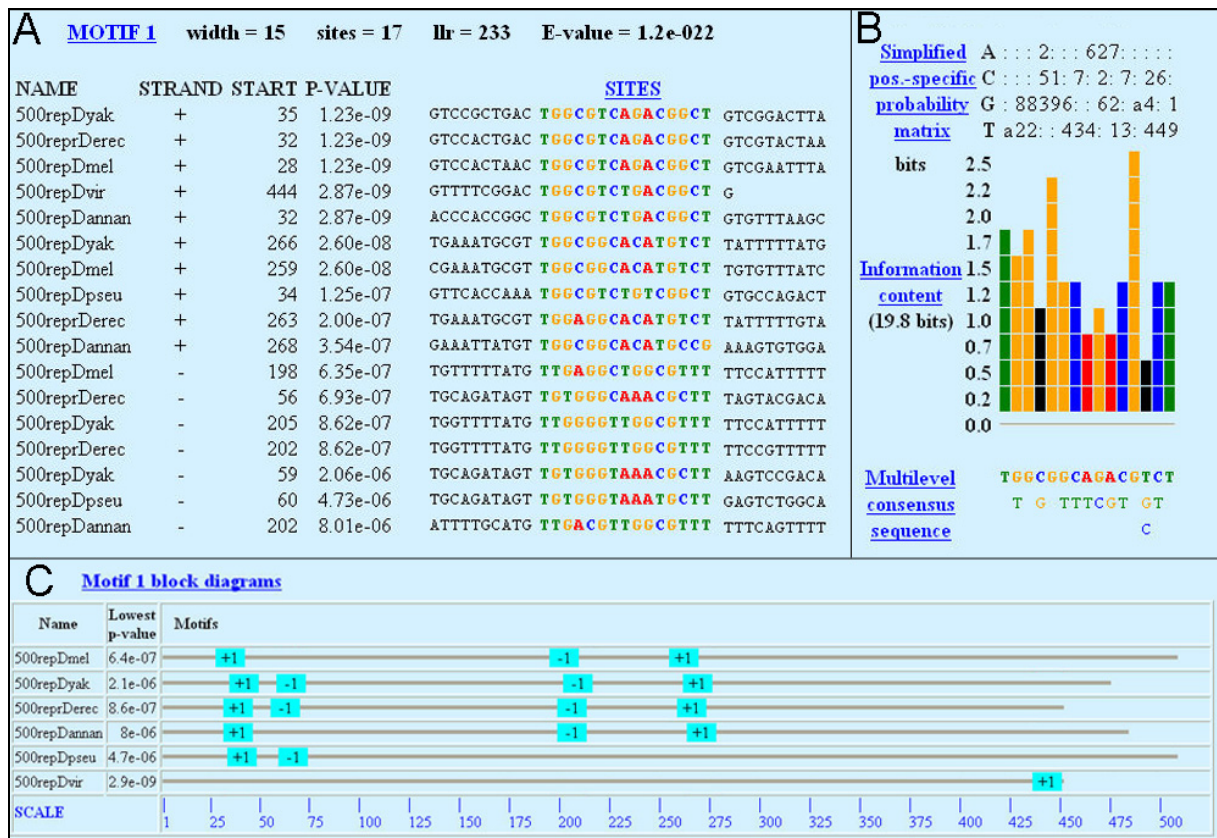 A MOTIF 1 width = 15 sites = 17 llr = 233 E-value = 1.2e-022
NAME STRAND START P-VALUE SITES
500repDyak + 35 1.23e-09 GTCCGCTGAC TGGCGTCAGACGGCT GTCGGACTTA
500reprDerec + 32 1.23e-09 GTCCACTGAC TGGCGTCAGACGGCT GTCGTACTAA
500repDmel + 28 1.23e-09 GTCCACTAAC TGGCGTCAGACGGCT GTCGAATTTA
500repDvir + 444 2.87e-09 GTTTTCGGAC TGGCGTCTGACGGCT G
500repDannan + 32 2.87e-09 ACCCACCGGC TGGCGTCTGACGGCT GTGTTTAAGC
500repDyak + 266 2.60e-08 TGAAATGCGT TGGCGGCACATGTCT TATTTTTATG
500repDmel + 259 2.60e-08 CGAAATGCGT TGGCGGCACATGTCT TGTGTTTATC
500repDpseu + 34 1.25e-07 GTTCACCAAA TGGCGTCTGTCGGCT GTGCCAGACT
500reprDerec + 263 2.00e-07 TGAAATGCGT TGGAGGCACATGTCT TATTTTTGTA
500repDannan + 268 3.54e-07 GAAATTATGT TGGCGGCACATGCCG AAAGTGTGGA
500repDmel - 198 6.35e-07 TGTTTTTATG TTGAGGCTGGCGTTT TTCCATTTTT
500reprDerec - 56 6.93e-07 TGCAGATAGT TGTGGGCAAACGCTT TAGTACGACA
500repDyak - 205 8.62e-07 TGGTTTTATG TTGGGGTTGGCGTTT TTCCATTTTT
500reprDerec - 202 8.62e-07 TGGTTTTATG TTGGGGTTGGCGTTT TTCCGTTTTT
500repDyak - 59 2.06e-06 TGCAGATAGT TGTGGGTAAACGCTT AAGTCCGACA
500repDpseu - 60 4.73e-06 TGCAGATAGT TGTGGGTAAATGCTT GAGTCTGGCA
500repDannan - 202 8.01e-06 ATTTTGCATG TTGACGTTGGCGTTT TTTCAGTTTT
B
Simplified A : : : 2: : : 627: : : : :
pos.-specific C : : : 51: 7: 2: 7: 26:
probability G : 88396: : 62: a4: 1
matrix T a22: : 434: 13: 449
bits 2.5
2.2
2.0
1.7
Information 1.5
content 1.2
(19.8 bits) 1.0
0.7
0.5
0.2
0.0
Multilevel TGGCGGCAGACGTCT
consensus T G TTTCGT GT
sequence C
C Motif 1 block diagrams
Name Lowest p-value Motifs
500repDmel 6.4e-07 +1 -1 +1
500repDyak 2.1e-06 +1 -1 -1 +1
500reprDerec 8.6e-07 +1 -1 -1 +1
500repDannan 8e-06 +1 -1 +1
500repDpseu 4.7e-06 +1 -1
500repDvir 2.9e-09 +1
SCALE 1 25 50 75 100 125 150 175 200 225 250 275 300 325 350 375 400 425 450 475 500